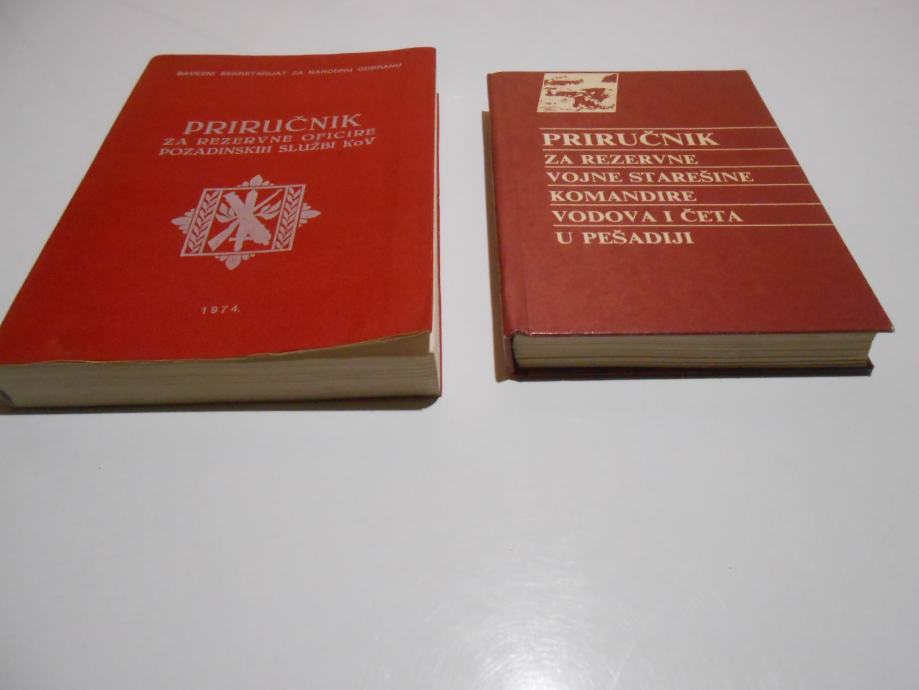 SAVEZNI SEKRETARIJAT ZA NARODNU ODBRANU
PRIRUČNIK
ZA REZERVNE OFICIRE
POZADINSKIH SLUŽBI KoV
1974.
PRIRUČNIK
ZA REZERVNE
VOJNE STAREŠINE
KOMANDIRE
VODOVA I ČETA
U PEŠADIJI